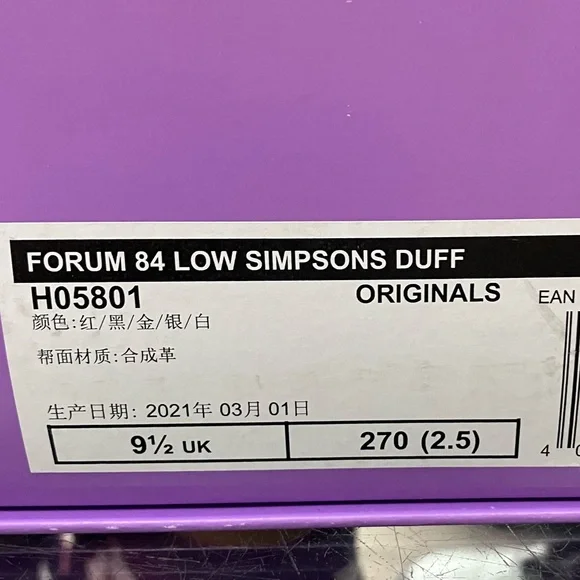 FORUM 84 LOW SIMPSONS DUFF
H05801 ORIGINALS EAN
颜色:红/黑/金/银/白
帮面材质:合成革
生产日期: 2021年 03月 01日
9½ UK 270 (2.5)
4